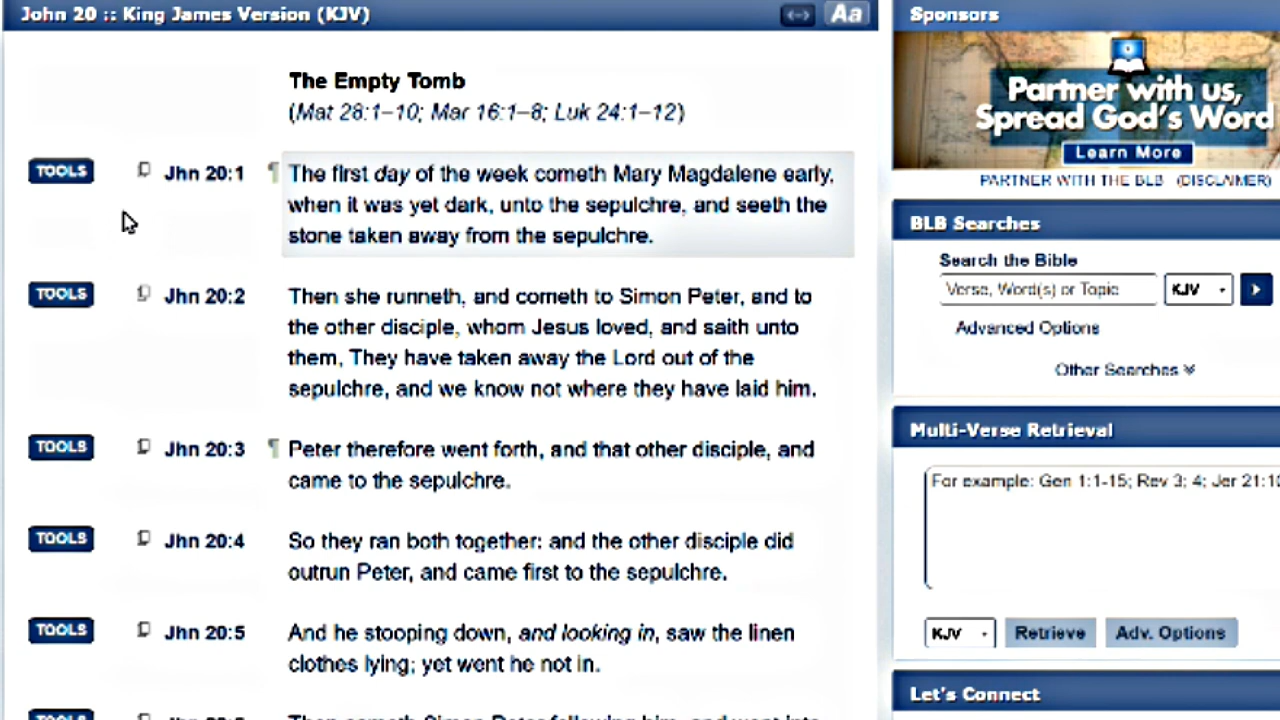 John 20 :: King James Version (KJV)
Aa
The Empty Tomb
(Mat 28:1–10; Mar 16:1–8; Luk 24:1–12)
TOOLS Jhn 20:1 ¶ The first day of the week cometh Mary Magdalene early,
when it was yet dark, unto the sepulchre, and seeth the
stone taken away from the sepulchre.
TOOLS Jhn 20:2 Then she runneth, and cometh to Simon Peter, and to
the other disciple, whom Jesus loved, and saith unto
them, They have taken away the Lord out of the
sepulchre, and we know not where they have laid him.
TOOLS Jhn 20:3 ¶ Peter therefore went forth, and that other disciple, and
came to the sepulchre.
TOOLS Jhn 20:4 So they ran both together: and the other disciple did
outrun Peter, and came first to the sepulchre.
TOOLS Jhn 20:5 And he stooping down, and looking in, saw the linen
clothes lying; yet went he not in.
Sponsors
Partner with us,
Spread God's Word
Learn More
PARTNER WITH THE BLB (DISCLAIMER)
BLB Searches
Search the Bible
Verse, Word(s) or Topic KJV
Advanced Options
Other Searches
Multi-Verse Retrieval
For example: Gen 1:1-15; Rev 3; 4; Jer 21:10
KJV Retrieve Adv. Options
Let's Connect